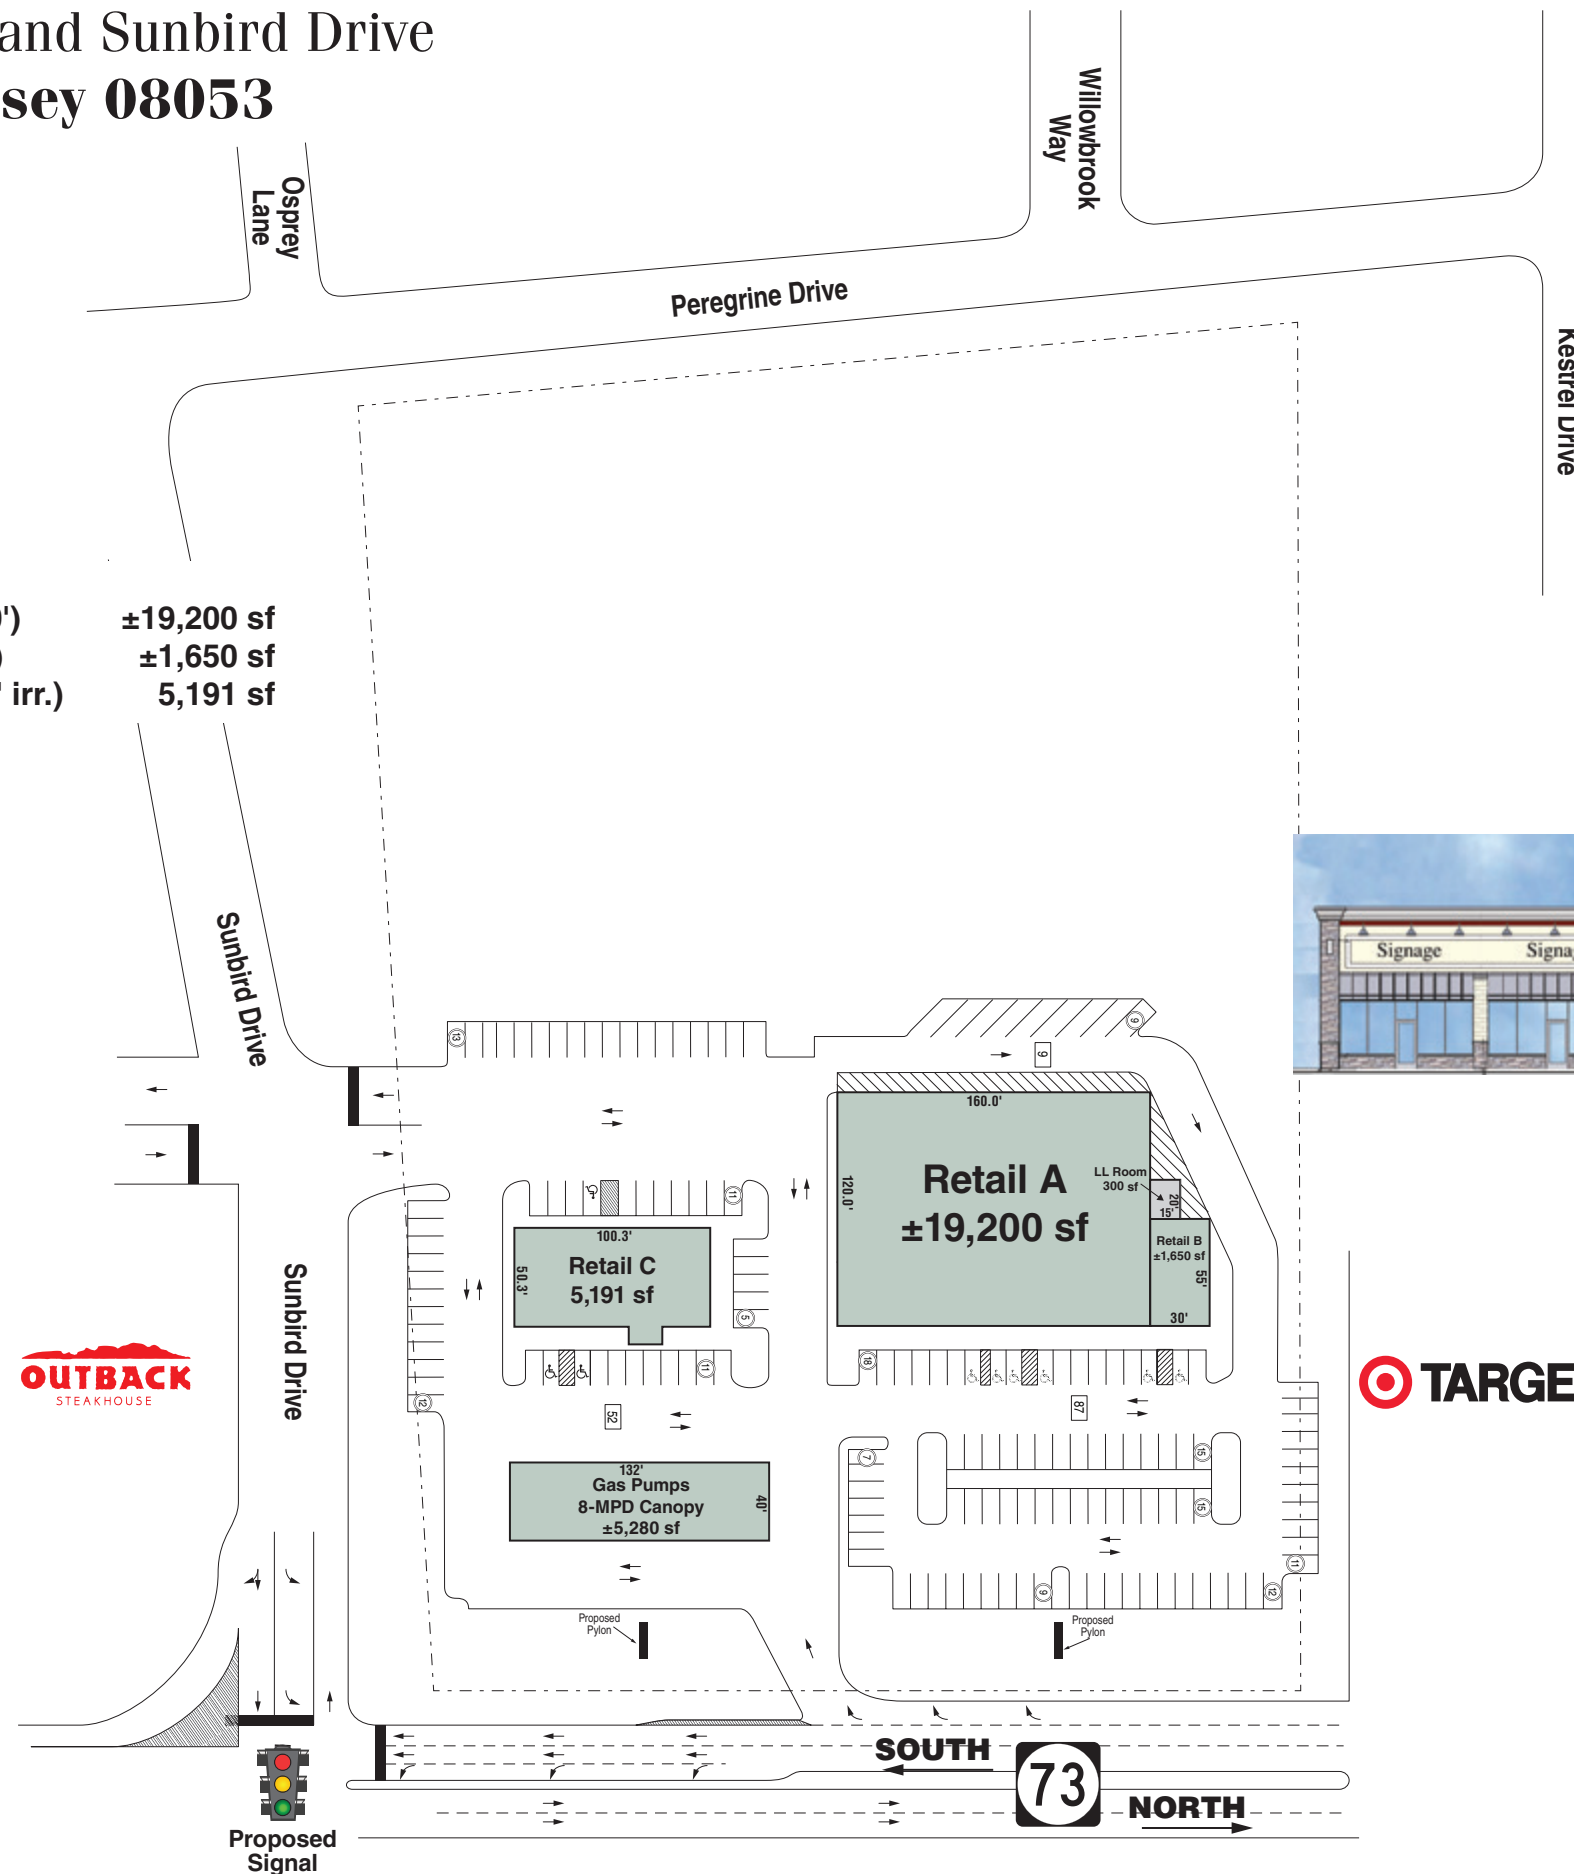 and Sunbird Drive
sey 08053
Willowbrook
Way
Osprey
Lane
Peregrine Drive
Kestrel Drive
') ±19,200 sf
) ±1,650 sf
' irr.) 5,191 sf
Sunbird Drive
Signage
Signa
13
9
9
160.0'
120.0'
Retail A
±19,200 sf
LL Room
300 sf
20'
15'
Retail B
±1,650 sf
55'
30'
11
100.3'
50.3'
Retail C
5,191 sf
5
Sunbird Drive
OUTBACK
STEAKHOUSE
11
12
18
TARGE
52
87
132'
Gas Pumps
8-MPD Canopy
±5,280 sf
40'
7
15
15
11
9
12
Proposed
Pylon
Proposed
Pylon
SOUTH
73
NORTH
Proposed
Signal